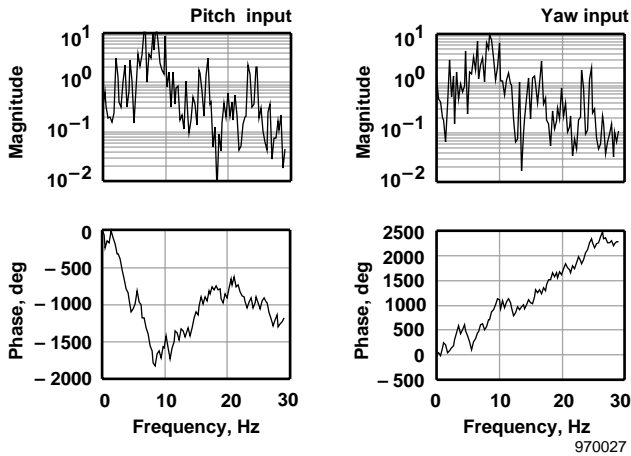 Pitch input
Magnitude
10^1
10^0
10^−1
10^−2
Yaw input
Magnitude
10^1
10^0
10^−1
10^−2
Phase, deg
0
− 500
− 1000
− 1500
− 2000
0 10 20 30
Frequency, Hz
Phase, deg
2500
2000
1500
1000
500
0
− 500
0 10 20 30
Frequency, Hz
970027